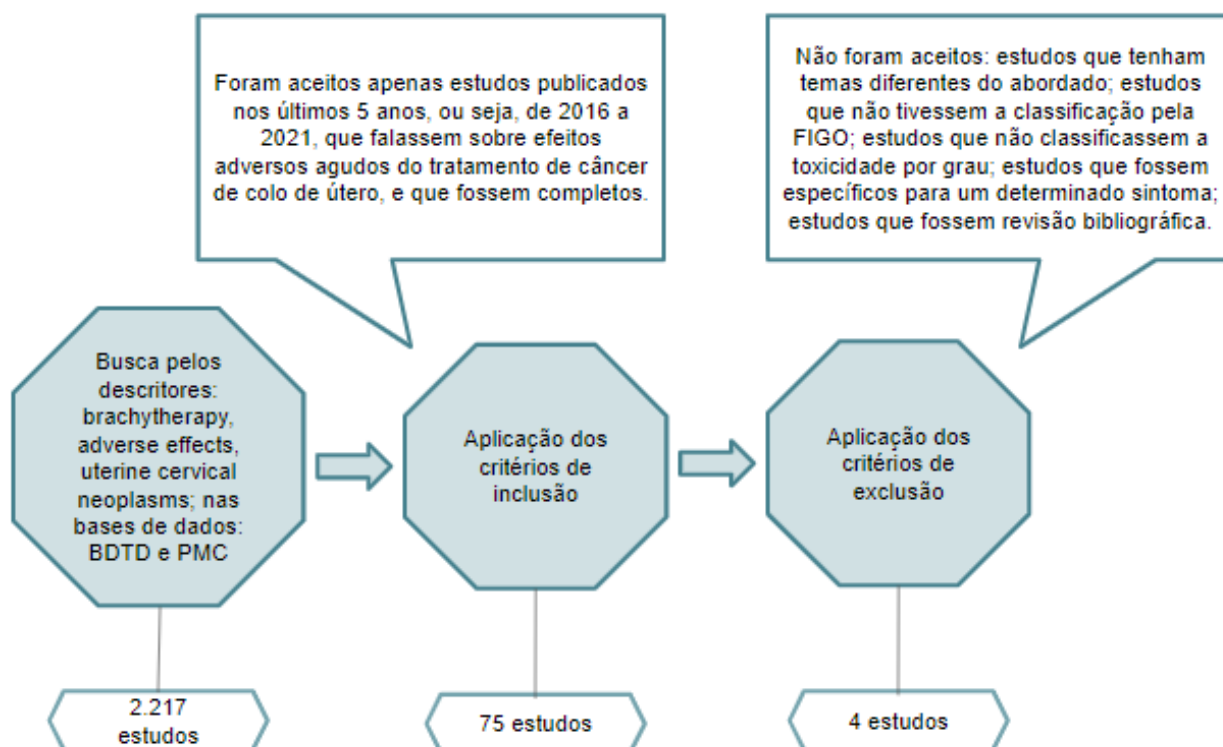 Foram aceitos apenas estudos publicados
nos últimos 5 anos, ou seja, de 2016 a
2021, que falassem sobre efeitos
adversos agudos do tratamento de câncer
de colo de útero, e que fossem completos.
Não foram aceitos: estudos que tenham
temas diferentes do abordado; estudos
que não tivessem a classificação pela
FIGO; estudos que não classificassem a
toxicidade por grau; estudos que fossem
específicos para um determinado sintoma;
estudos que fossem revisão bibliográfica.
Busca pelos
descritores:
brachytherapy,
adverse effects,
uterine cervical
neoplasms; nas
bases de dados:
BDTD e PMC
Aplicação dos
critérios de
inclusão
Aplicação dos
critérios de
exclusão
2.217
estudos
75 estudos
4 estudos